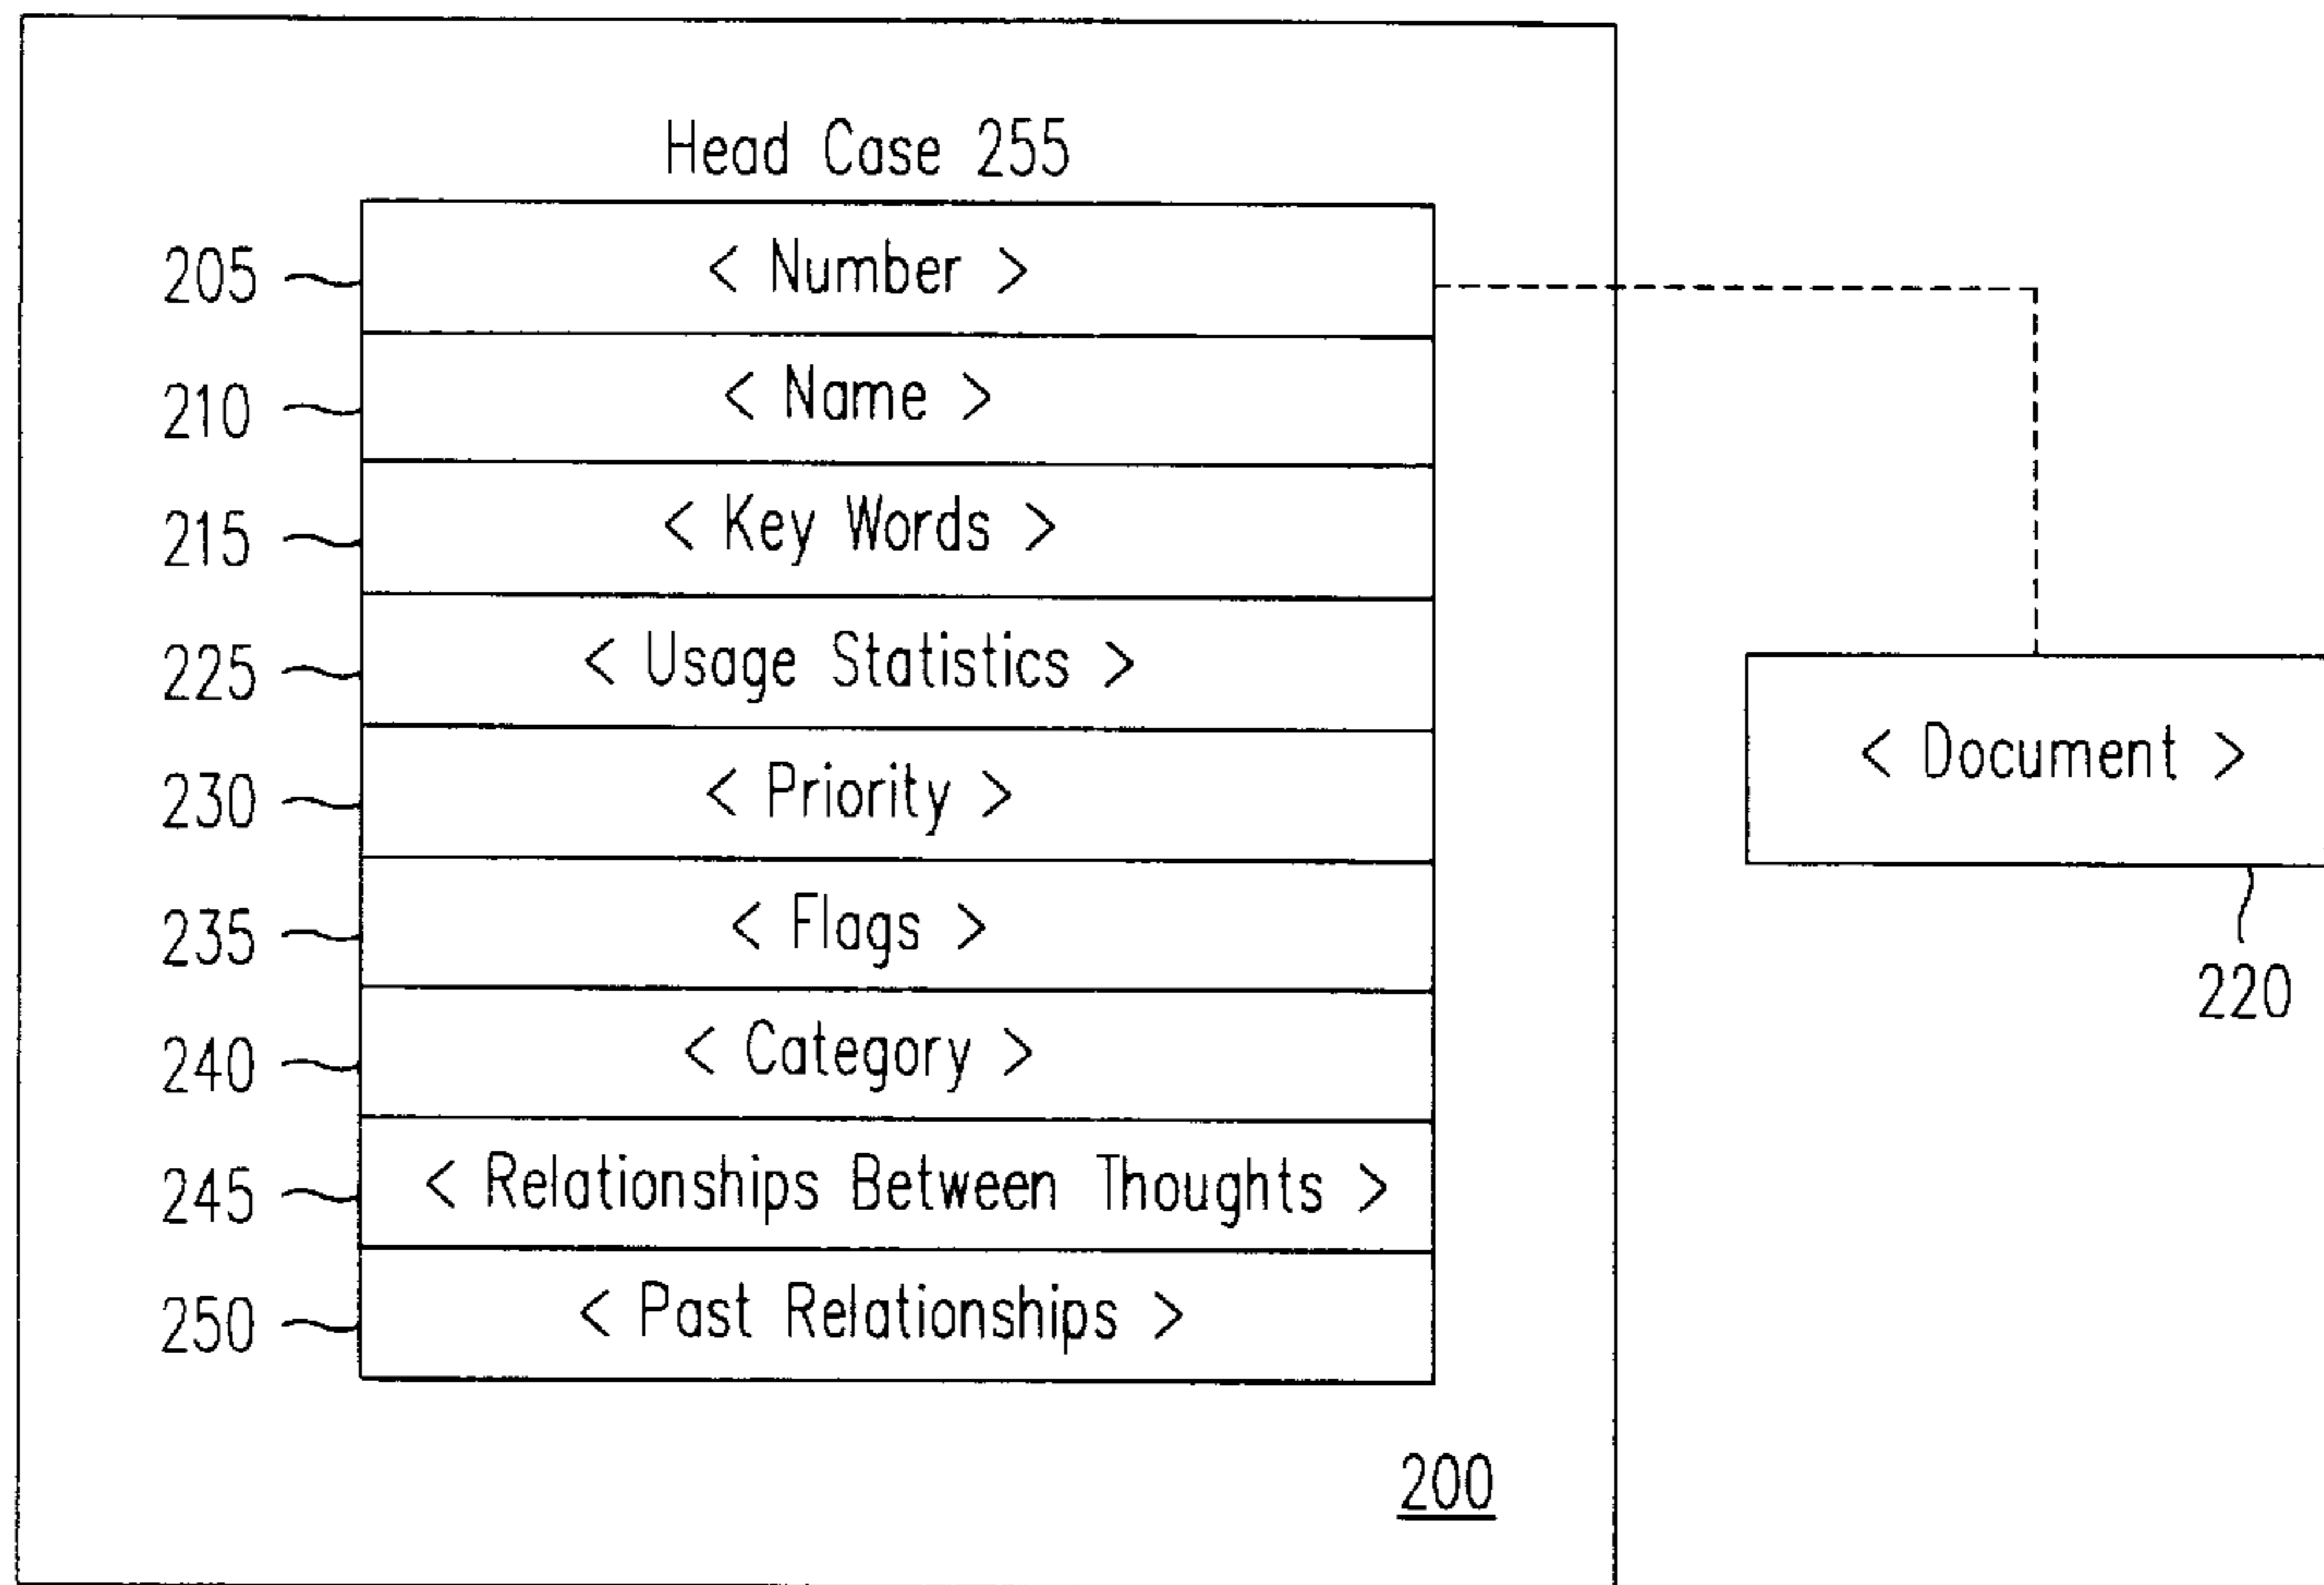 Head Case 255
205 < Number >
210 < Name >
215 < Key Words >
225 < Usage Statistics >
230 < Priority >
< Document >
235 < Flags >
220
240 < Category >
245 < Relationships Between Thoughts >
250 < Past Relationships >
200